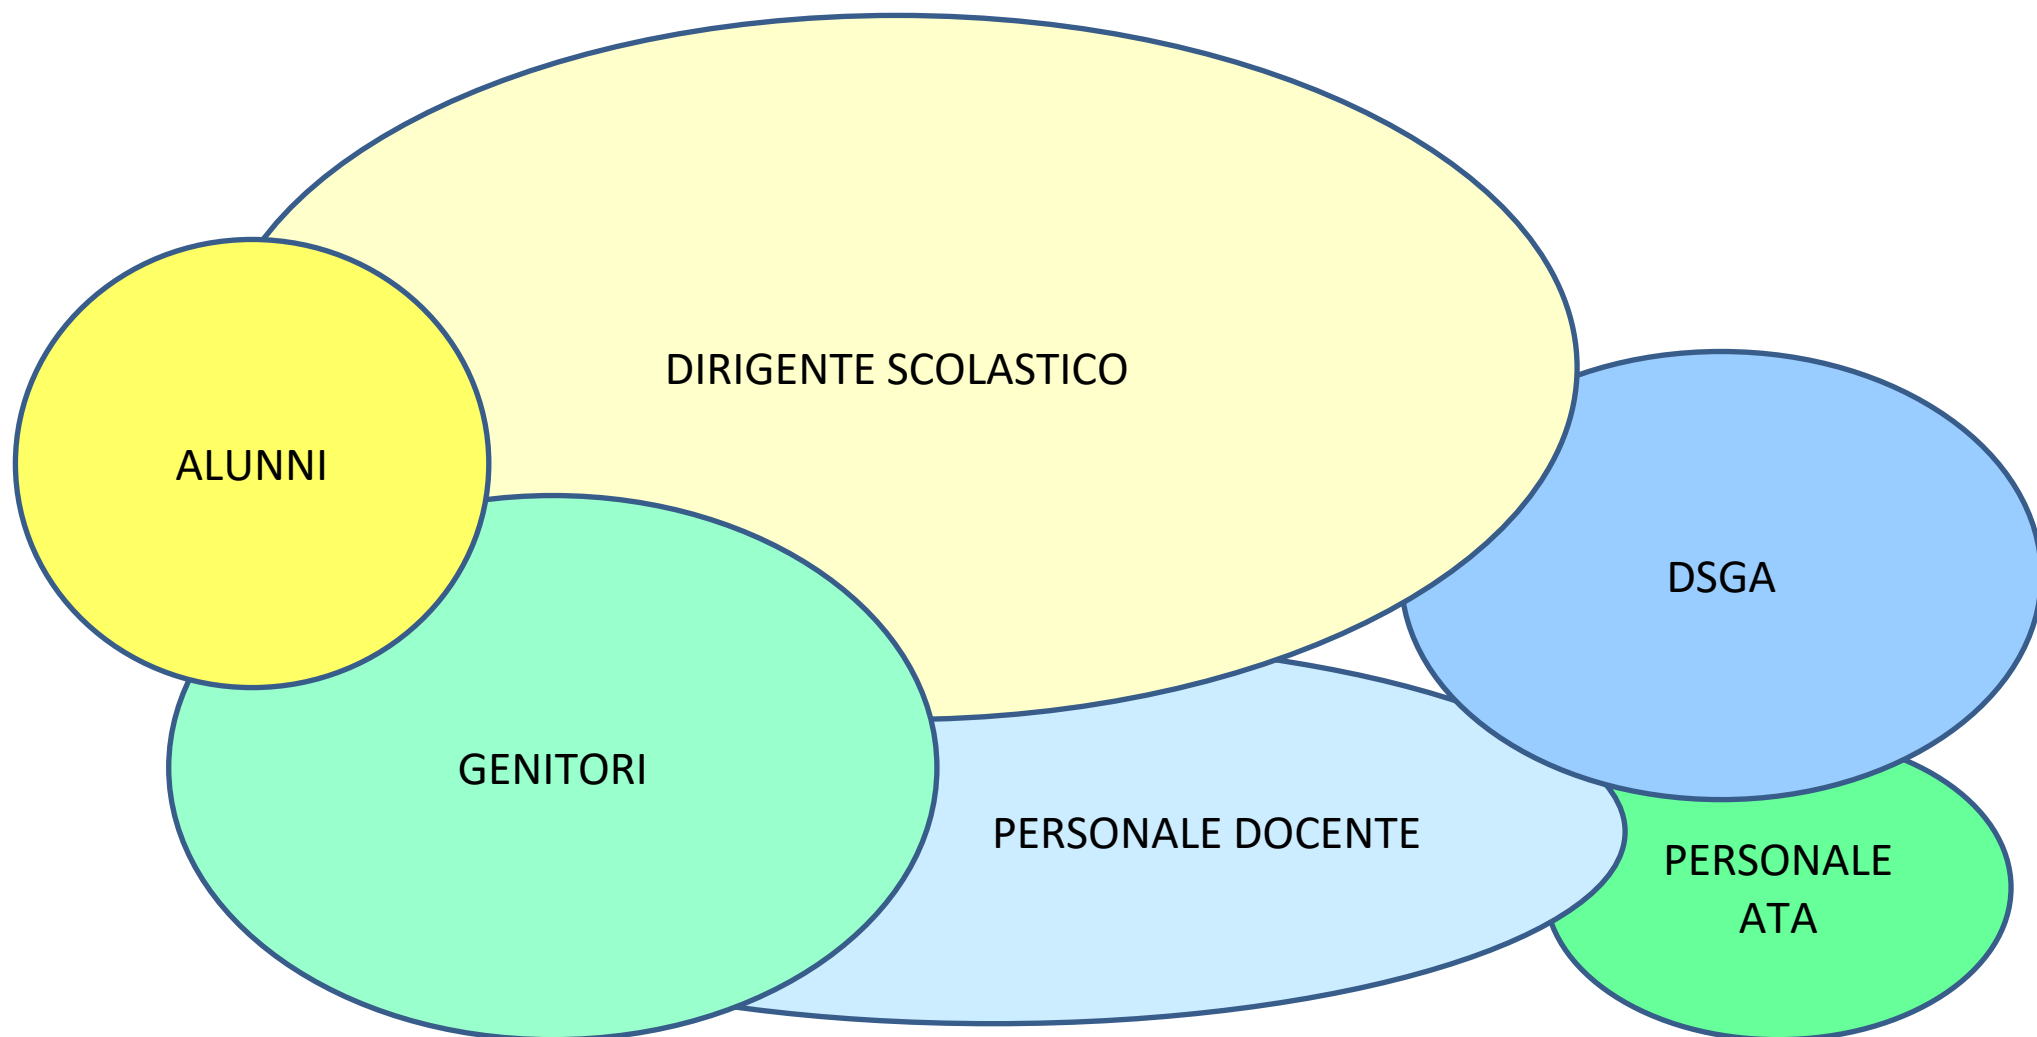 DIRIGENTE SCOLASTICO
ALUNNI
DSGA
GENITORI
PERSONALE DOCENTE
PERSONALE
ATA